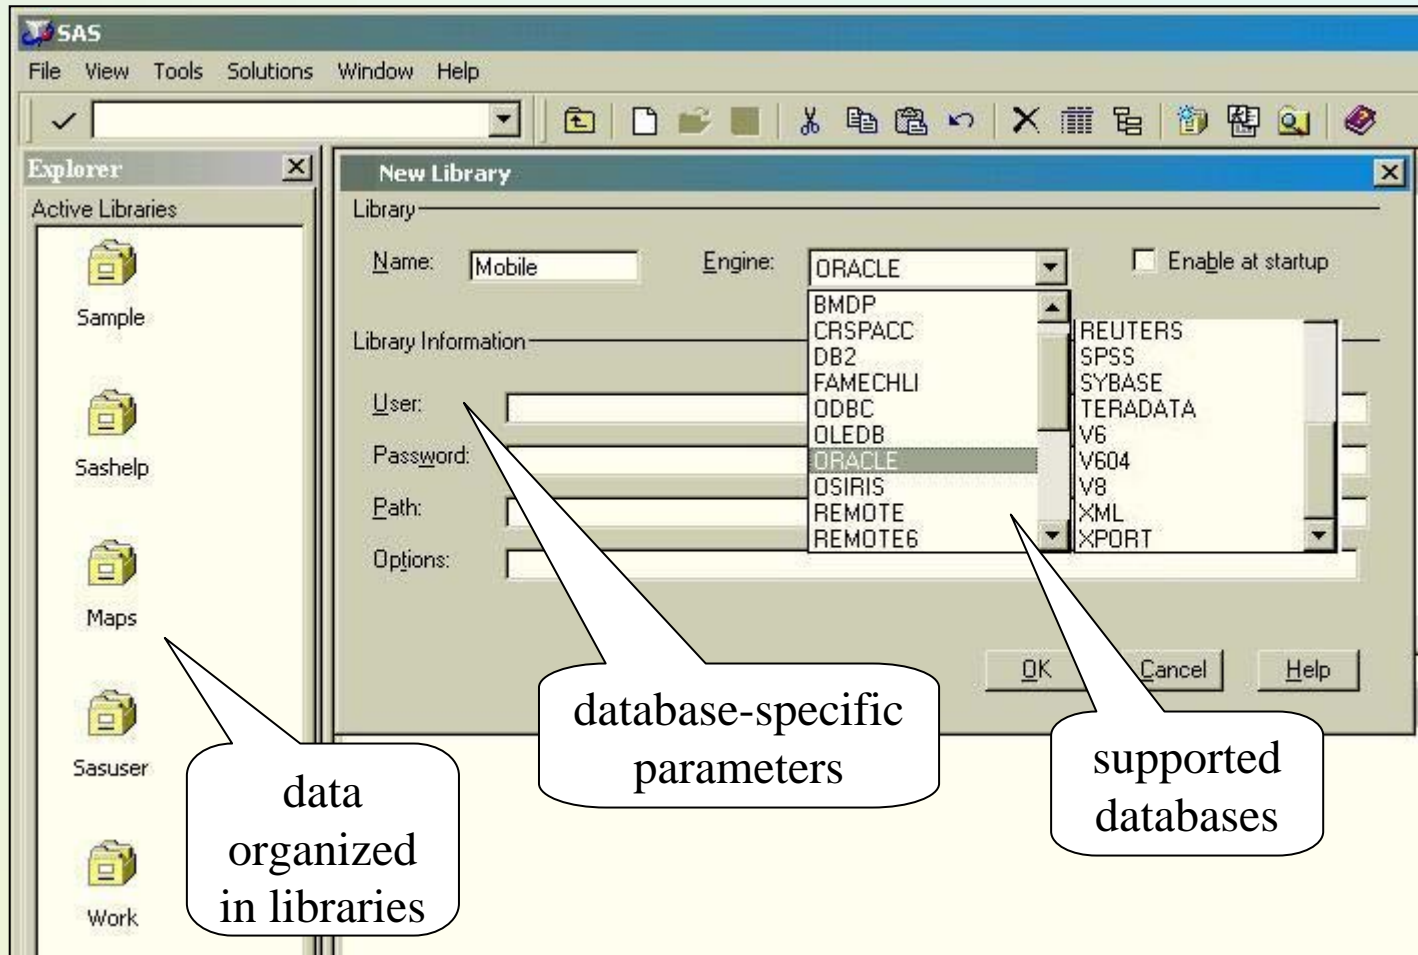 SAS
File View Tools Solutions Window Help
Explorer
Active Libraries
Sample
Sashelp
Maps
Sasuser
Work
New Library
Library
Name: Mobile Engine: ORACLE Enable at startup
BMDP
CRSPACC
DB2
FAMECHLI
ODBC
OLEDB
ORACLE
OSIRIS
REMOTE
REMOTE6
REUTERS
SPSS
SYBASE
TERADATA
V6
V604
V8
XML
XPORT
Library Information
User:
Password:
Path:
Options:
OK Cancel Help
data
organized
in libraries
database-specific
parameters
supported
databases